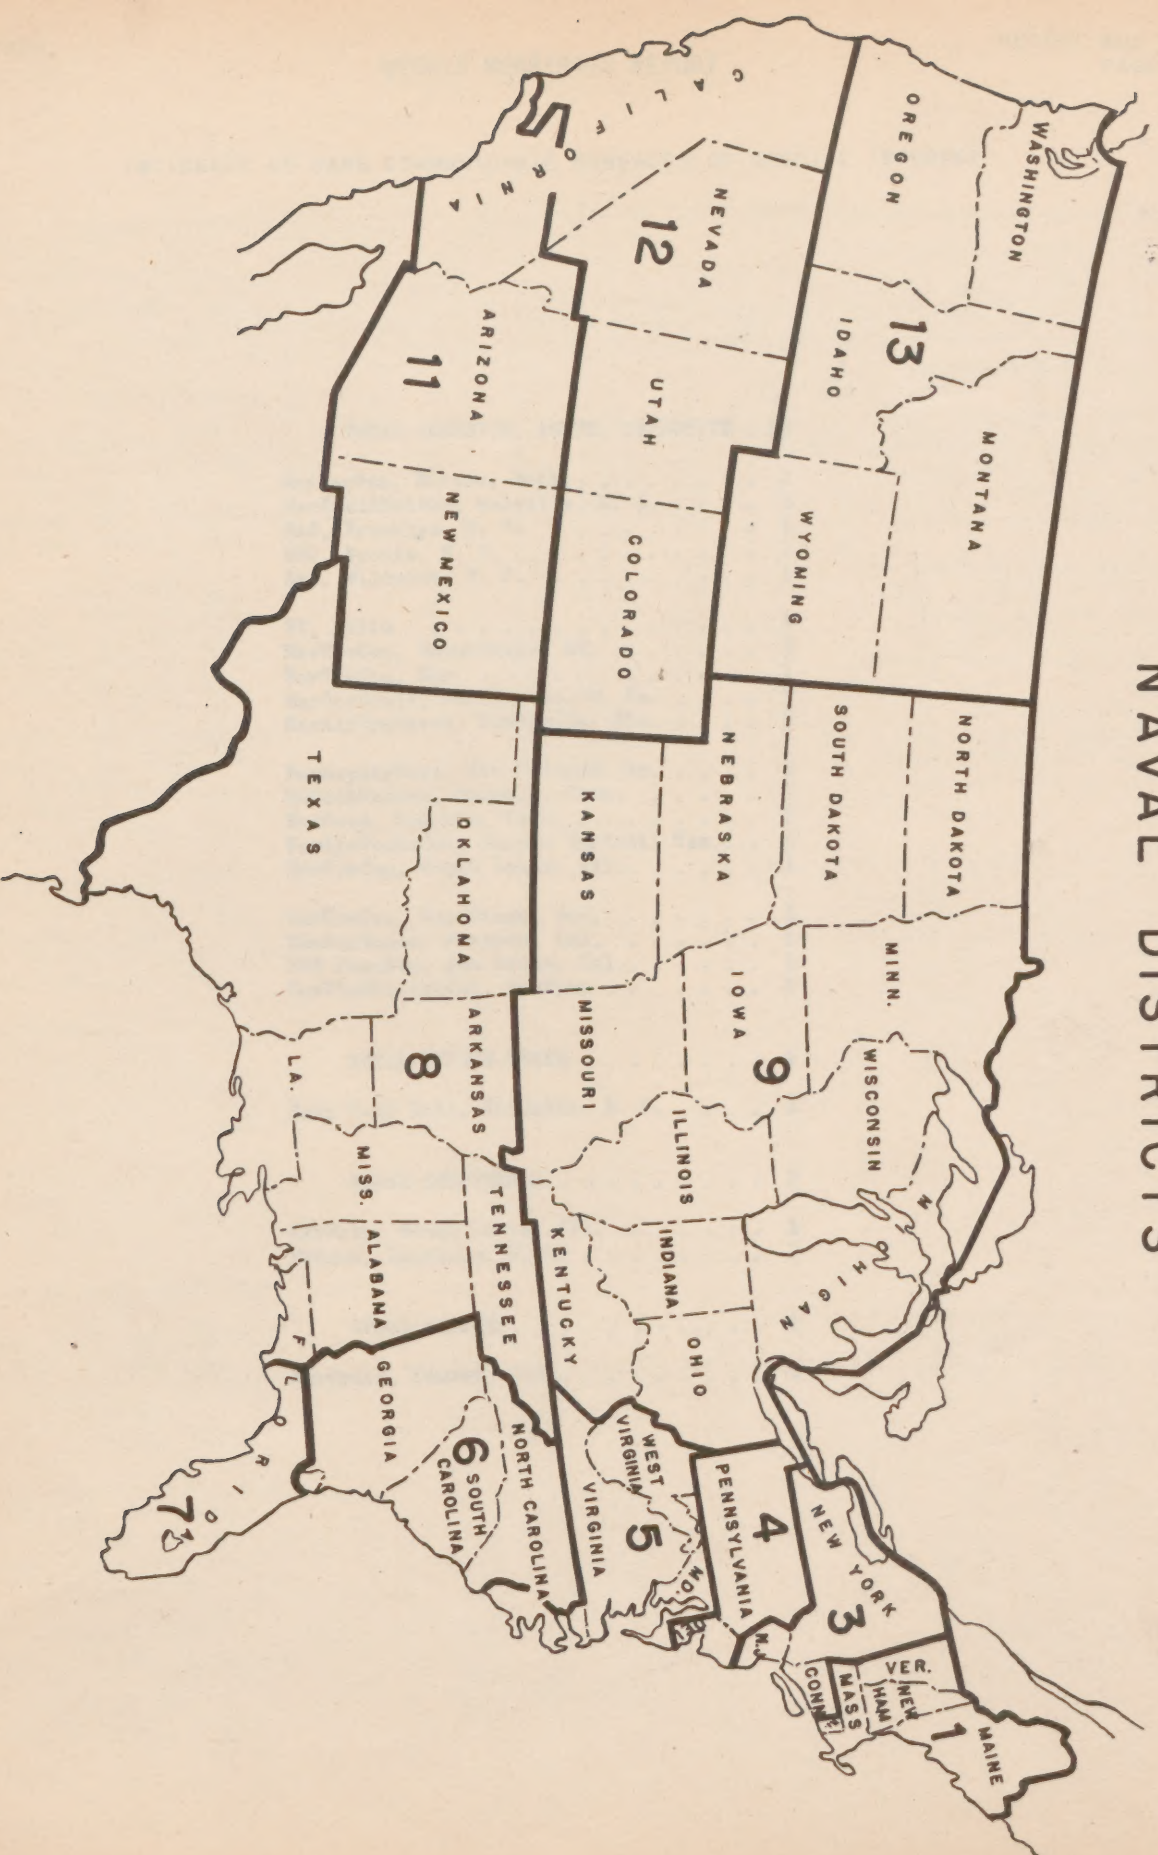 NAVAL DISTRICTS
WASHINGTON
OREGON
13
IDAHO
MONTANA
WYOMING
CALIFORNIA
NEVADA
12
UTAH
COLORADO
ARIZONA
11
NEW MEXICO
NORTH DAKOTA
SOUTH DAKOTA
NEBRASKA
KANSAS
OKLAHOMA
TEXAS
MINN.
IOWA
9
WISCONSIN
MISSOURI
ILLINOIS
MICHIGAN
INDIANA
OHIO
KENTUCKY
ARKANSAS
8
LA.
MISS.
TENNESSEE
ALABAMA
FLORIDA
7
GEORGIA
6
SOUTH
CAROLINA
NORTH CAROLINA
WEST
VIRGINIA
5
VIRGINIA
MD.
PENNSYLVANIA
4
N.J.
NEW YORK
3
CONN.
MASS
VER.
NEW
HAM
1
MAINE